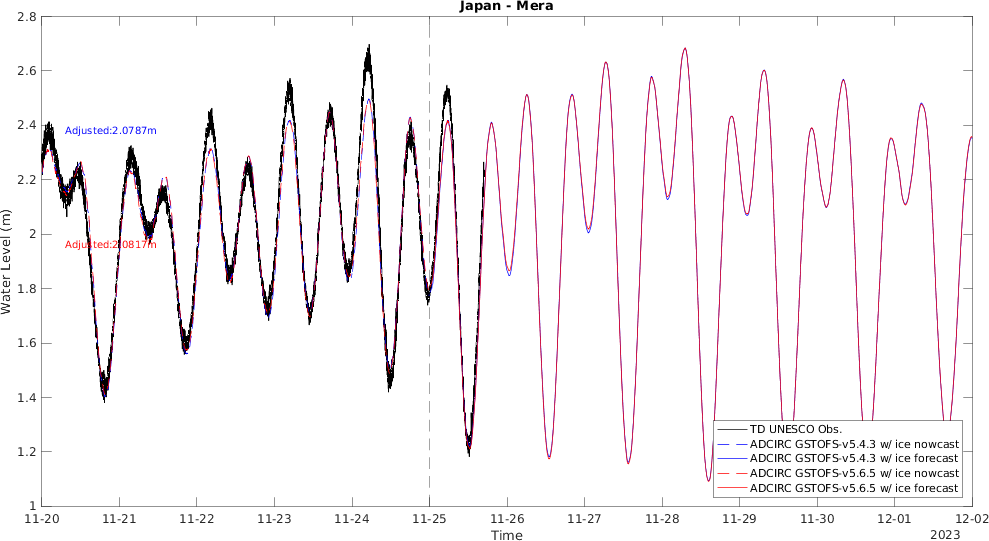 Japan - Mera
2.8
2.6
2.4
2.2
2
1.8
1.6
1.4
1.2
1
Water Level (m)
Adjusted:2.0787m
Adjusted:2.0817m
TD UNESCO Obs.
ADCIRC GSTOFS-v5.4.3 w/ ice nowcast
ADCIRC GSTOFS-v5.4.3 w/ ice forecast
ADCIRC GSTOFS-v5.6.5 w/ ice nowcast
ADCIRC GSTOFS-v5.6.5 w/ ice forecast
11-20 11-21 11-22 11-23 11-24 11-25 11-26 11-27 11-28 11-29 11-30 12-01 12-02
Time
2023